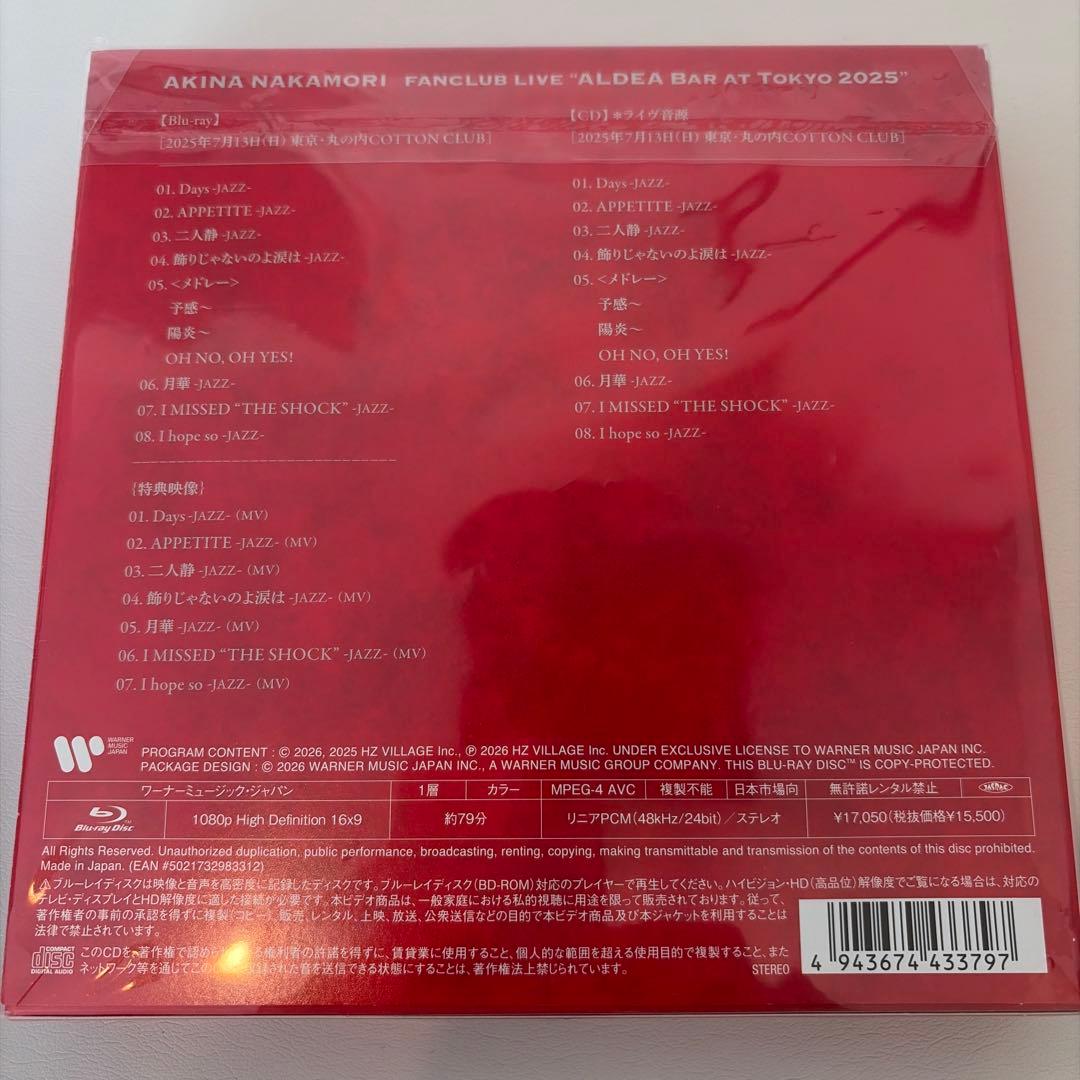 AKINA NAKAMORI FANCLUB LIVE "ALDEA BAR AT TOKYO 2025"
【Blu-ray】
[2025年7月13日(日) 東京・丸の内COTTON CLUB]
01. Days -JAZZ-
02. APPETITE -JAZZ-
03. 二人静 -JAZZ-
04. 飾りじゃないのよ涙は -JAZZ-
05. <メドレー>
予感〜
陽炎〜
OH NO, OH YES!
06. 月華 -JAZZ-
07. I MISSED "THE SHOCK" -JAZZ-
08. I hope so -JAZZ-
{特典映像}
01. Days -JAZZ- (MV)
02. APPETITE -JAZZ- (MV)
03. 二人静 -JAZZ- (MV)
04. 飾りじゃないのよ涙は -JAZZ- (MV)
05. 月華 -JAZZ- (MV)
06. I MISSED "THE SHOCK" -JAZZ- (MV)
07. I hope so -JAZZ- (MV)
【CD】*ライヴ音源
[2025年7月13日(日) 東京・丸の内COTTON CLUB]
01. Days -JAZZ-
02. APPETITE -JAZZ-
03. 二人静 -JAZZ-
04. 飾りじゃないのよ涙は -JAZZ-
05. <メドレー>
予感〜
陽炎〜
OH NO, OH YES!
06. 月華 -JAZZ-
07. I MISSED "THE SHOCK" -JAZZ-
08. I hope so -JAZZ-
WARNER
MUSIC
JAPAN
PROGRAM CONTENT : © 2026, 2025 HZ VILLAGE Inc., ℗ 2026 HZ VILLAGE Inc. UNDER EXCLUSIVE LICENSE TO WARNER MUSIC JAPAN INC.
PACKAGE DESIGN : © 2026 WARNER MUSIC JAPAN INC., A WARNER MUSIC GROUP COMPANY. THIS BLU-RAY DISC™ IS COPY-PROTECTED.
ワーナーミュージック・ジャパン 1層 カラー MPEG-4 AVC 複製不能 日本市場向 無許諾レンタル禁止
Blu-ray Disc™ 1080p High Definition 16x9 約79分 リニアPCM(48kHz/24bit)/ステレオ ¥17,050(税抜価格¥15,500)
All Rights Reserved. Unauthorized duplication, public performance, broadcasting, renting, copying, making transmittable and transmission of the contents of this disc prohibited.
Made in Japan. (EAN #5021732983312)
⚠ブルーレイディスクは映像と音声を高密度に記録したディスクです。ブルーレイディスク(BD-ROM)対応のプレイヤーで再生してください。ハイビジョン・HD(高品位)解像度でご覧になる場合は、対応の
テレビ・ディスプレイとHD解像度に適した接続が必要です。本ビデオ商品は、一般家庭における私的視聴に用途を限って販売されております。従って、
著作権者の事前の承認を得ずに複製(コピー)、販売、レンタル、上映、放送、公衆送信などの目的で本ビデオ商品及び本ジャケットを利用することは
法律で禁止されています。
COMPACT
disc
DIGITAL AUDIO
このCDを、著作権で認めら る権利者の許諾を得ずに、賃貸業に使用すること、個人的な範囲を超える使用目的で複製すること、また
ネットワーク等を通じてこの 録された音を送信できる状態にすることは、著作権法上禁じられています。
STEREO
4 943674 433797